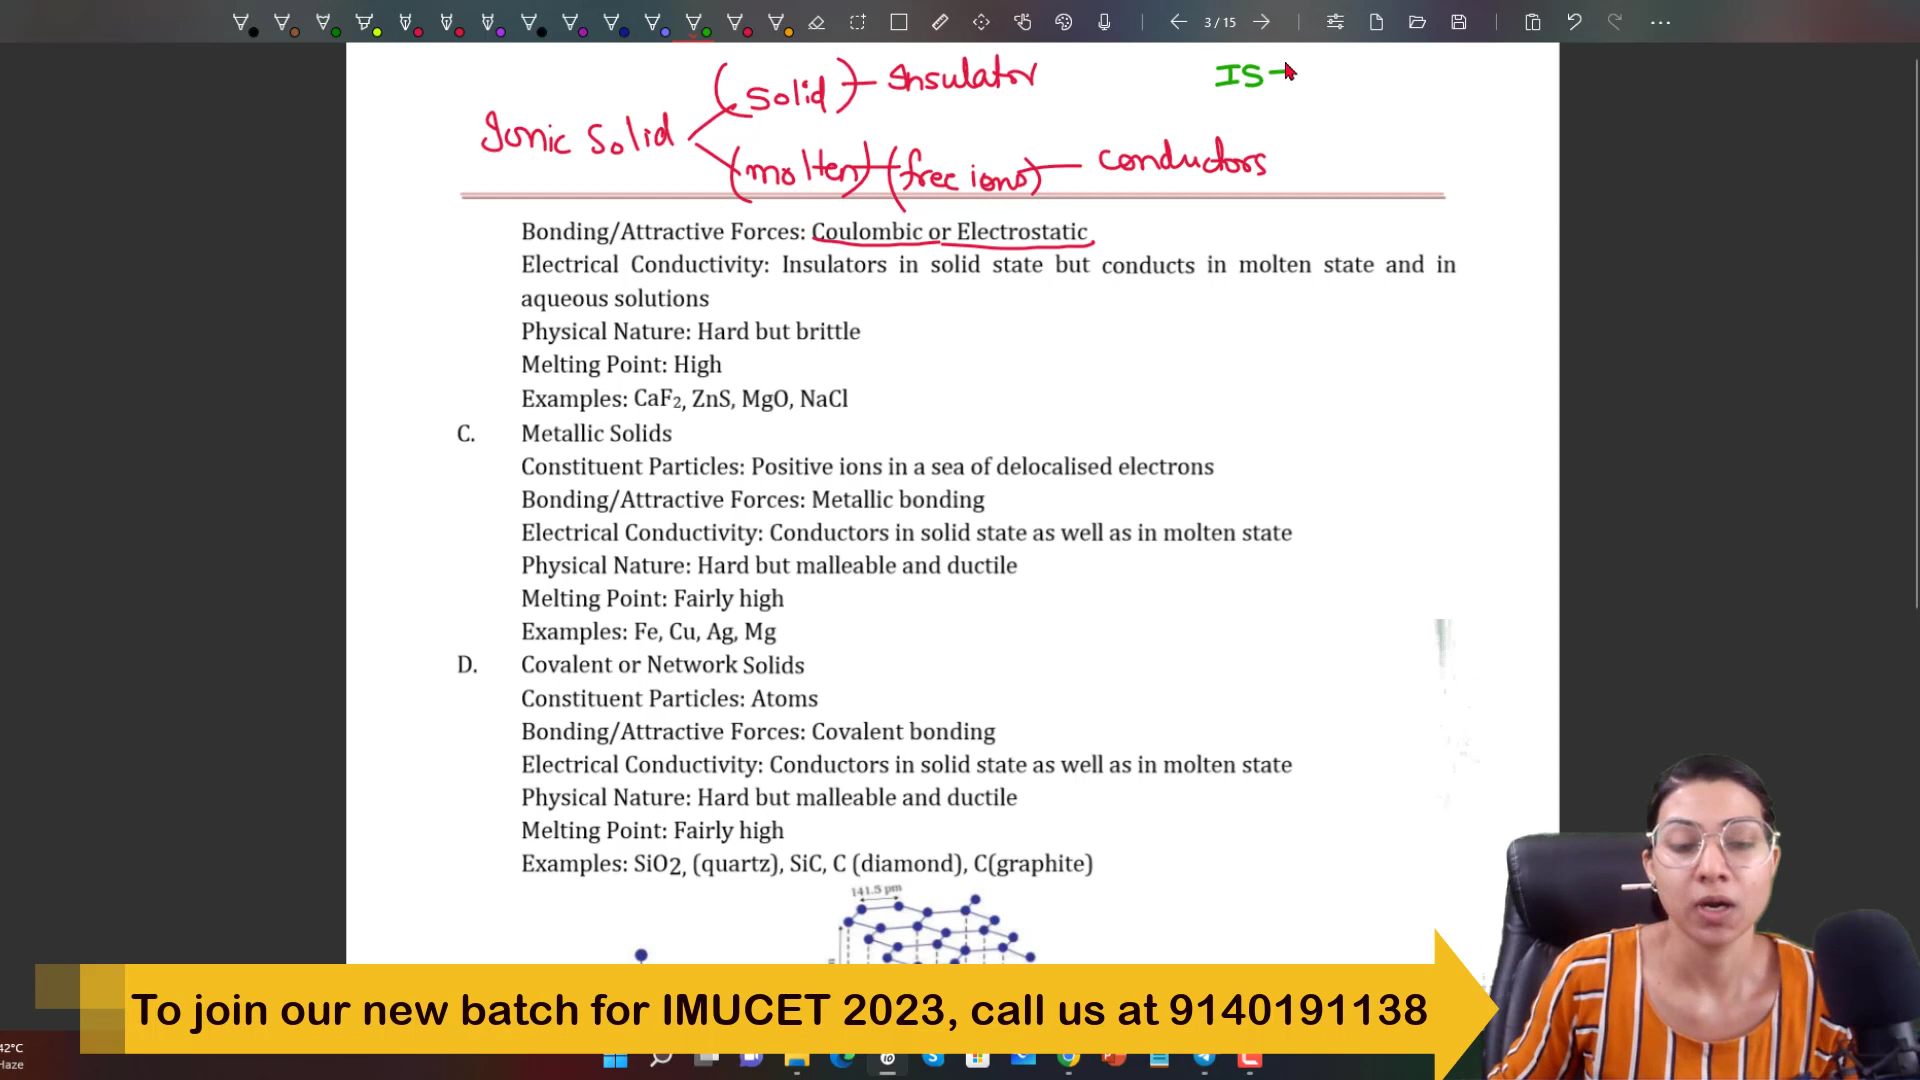 3 / 15
(Solid) - Insulator
IS -
Ionic Solid
(molten) (free ions) - conductors
Bonding/Attractive Forces: Coulombic or Electrostatic
Electrical Conductivity: Insulators in solid state but conducts in molten state and in
aqueous solutions
Physical Nature: Hard but brittle
Melting Point: High
Examples: CaF₂, ZnS, MgO, NaCl
C. Metallic Solids
Constituent Particles: Positive ions in a sea of delocalised electrons
Bonding/Attractive Forces: Metallic bonding
Electrical Conductivity: Conductors in solid state as well as in molten state
Physical Nature: Hard but malleable and ductile
Melting Point: Fairly high
Examples: Fe, Cu, Ag, Mg
D. Covalent or Network Solids
Constituent Particles: Atoms
Bonding/Attractive Forces: Covalent bonding
Electrical Conductivity: Conductors in solid state as well as in molten state
Physical Nature: Hard but malleable and ductile
Melting Point: Fairly high
Examples: SiO₂, (quartz), SiC, C (diamond), C(graphite)
141.5 pm
To join our new batch for IMUCET 2023, call us at 9140191138
42°C
Haze